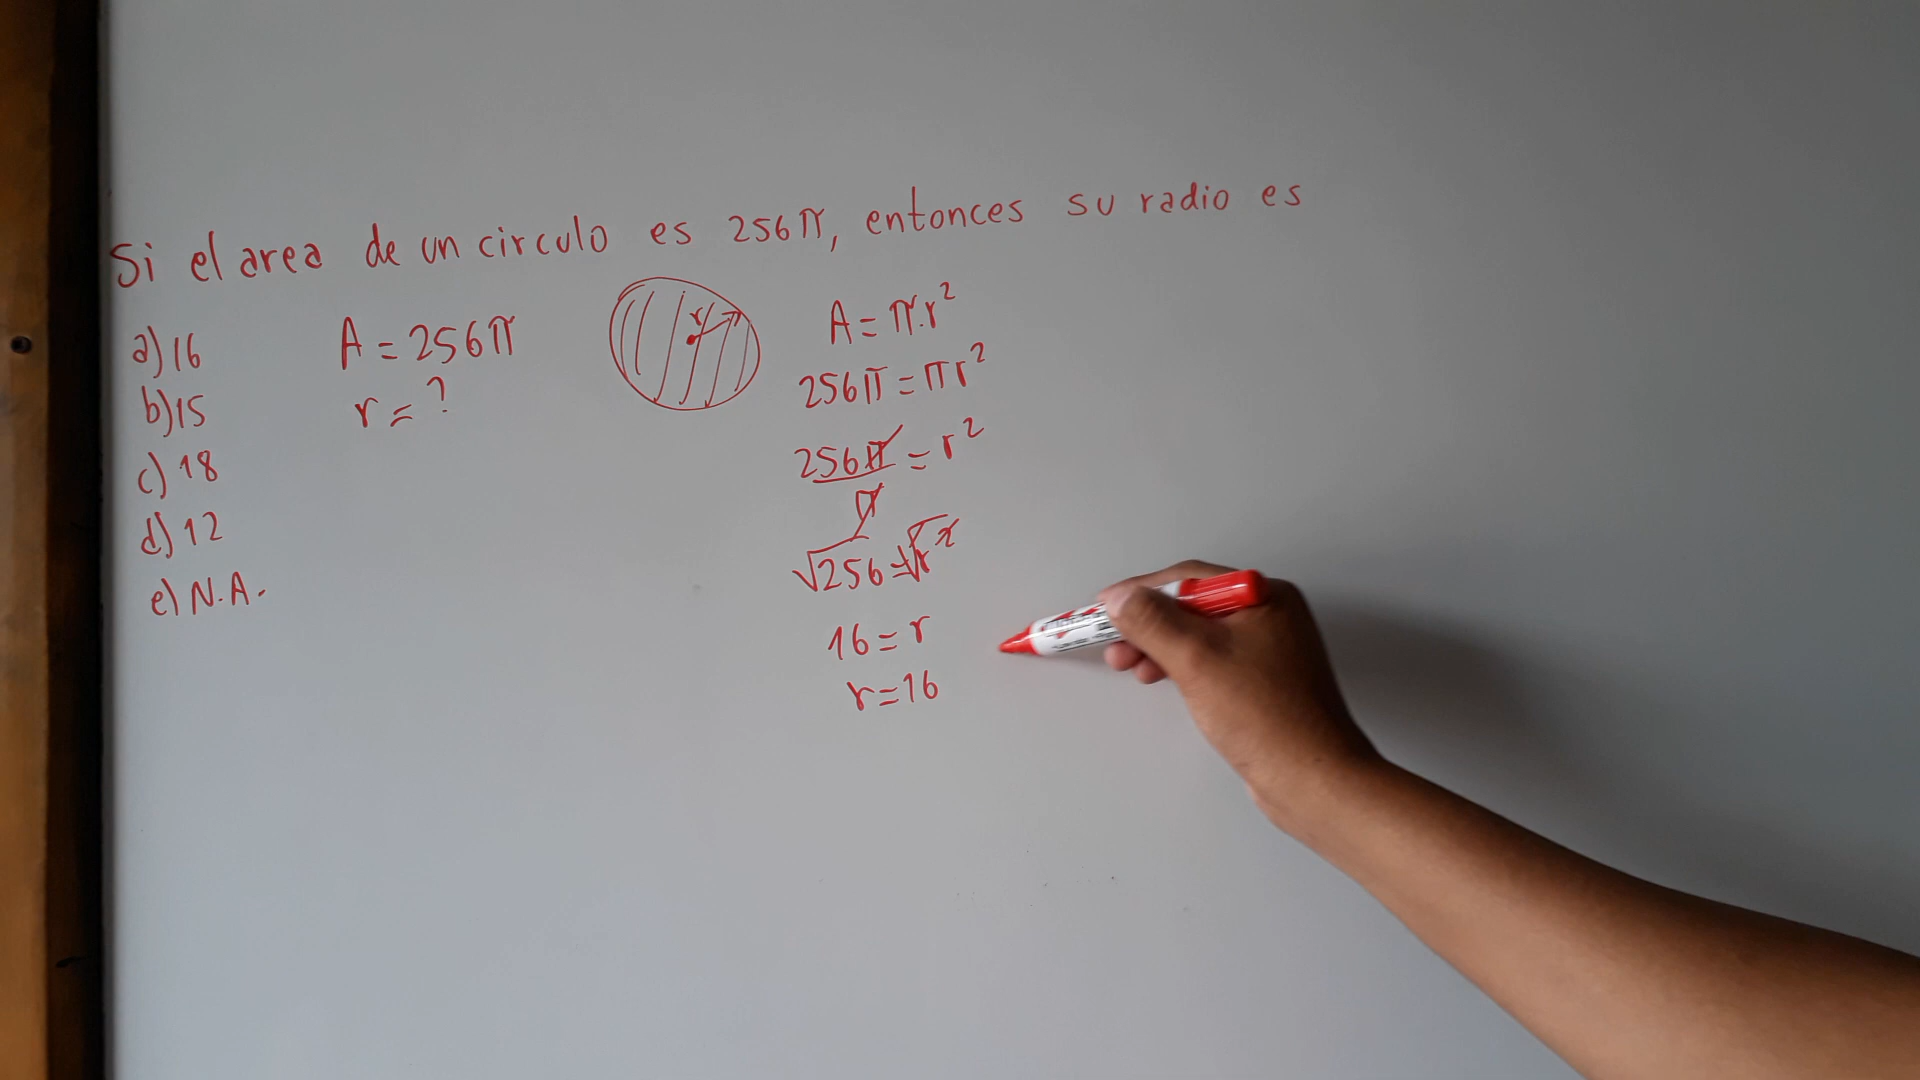 Si el area de un circulo es 256π, entonces su radio es
a) 16
b) 15
c) 18
d) 12
e) N.A.
A = 256π
r = ?
r
A = π.r²
256π = πr²
256π/π = r²
√256 = √r²
16 = r
r = 16